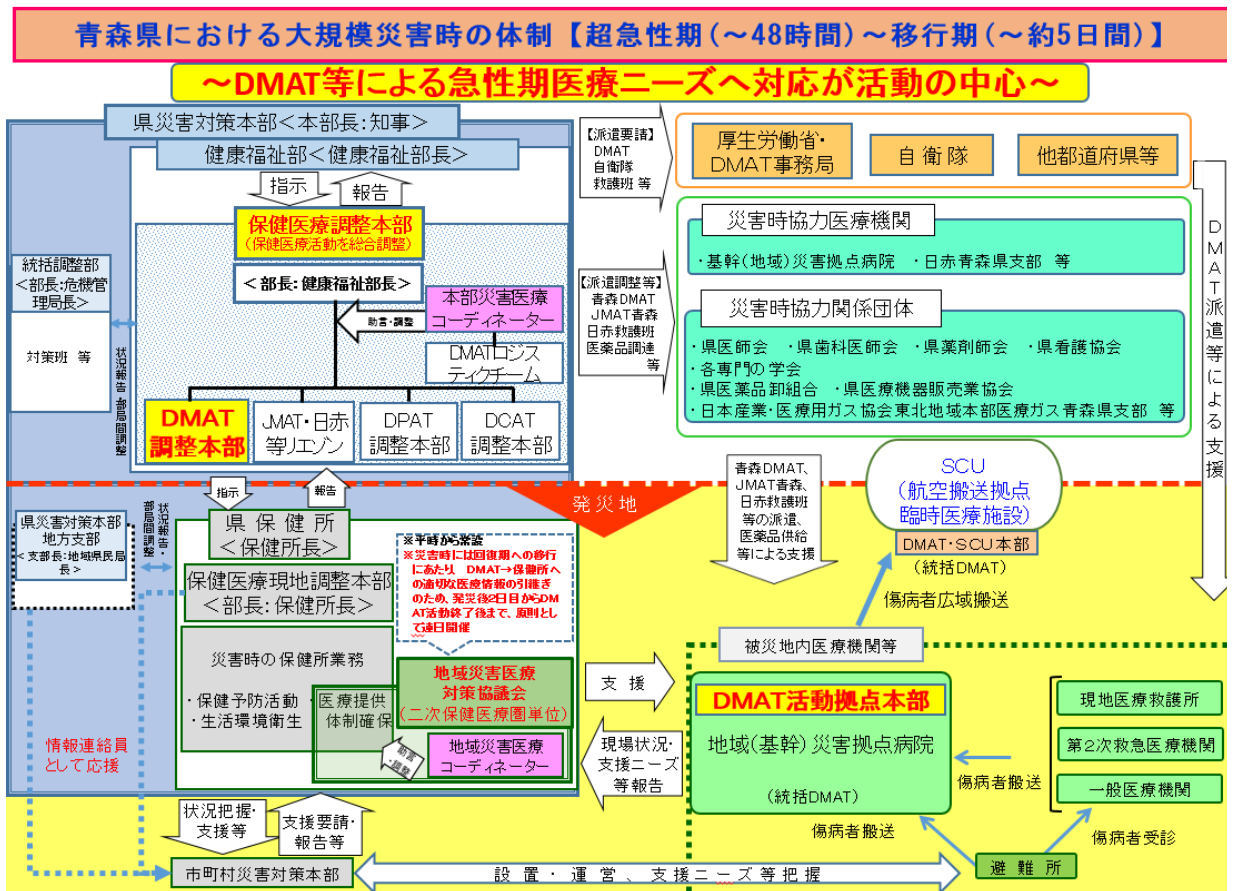 青森県における大規模災害時の体制【超急性期(～48時間)～移行期(～約5日間)】
～DMAT等による急性期医療ニーズへ対応が活動の中心～
県災害対策本部<本部長:知事>
健康福祉部<健康福祉部長>
指示
報告
保健医療調整本部
(保健医療活動を総合調整)
<部長:健康福祉部長>
統括調整部
<部長:危機管
理局長>
対策班 等
状況報告・部局間調整
助言・調整
本部災害医療
コーディネーター
DMATロジス
ティクチーム
DMAT
調整本部
JMAT・日赤
等リエゾン
DPAT
調整本部
DCAT
調整本部
【派遣要請】
DMAT
自衛隊
救護班 等
厚生労働省・
DMAT事務局
自衛隊
他都道府県等
【派遣調整等】
青森DMAT
JMAT青森
日赤救護班
医薬品調達
等
災害時協力医療機関
・基幹(地域)災害拠点病院 ・日赤青森県支部 等
災害時協力関係団体
・県医師会 ・県歯科医師会 ・県薬剤師会 ・県看護協会
・各専門の学会
・県医薬品卸組合 ・県医療機器販売業協会
・日本産業・医療用ガス協会東北地域本部医療ガス青森県支部 等
DMAT派遣等による支援
指示
報告
発災地
青森DMAT、
JMAT青森、
日赤救護班
等の派遣、
医薬品供給
等による支援
SCU
(航空搬送拠点
臨時医療施設)
DMAT・SCU本部
(統括DMAT)
傷病者広域搬送
県災害対策本部
地方支部
<支部長:地域県民局
長>
状況報告・
部局間調整
県保健所
<保健所長>
保健医療現地調整本部
<部長:保健所長>
災害時の保健所業務
・保健予防活動
・生活環境衛生
・医療提供
体制確保
※平時から常設
※災害時には回復期への移行
にあたり、DMAT→保健所へ
の適切な医療情報の引継ぎ
のため、発災後2日目からDM
AT活動終了後まで、原則とし
て連日開催
地域災害医療
対策協議会
(二次保健医療圏単位)
助言・調整
地域災害医療
コーディネーター
情報連絡員
として応援
支援
現場状況・
支援ニーズ
等報告
被災地内医療機関等
DMAT活動拠点本部
地域(基幹)災害拠点病院
(統括DMAT)
傷病者搬送
現地医療救護所
第2次救急医療機関
一般医療機関
傷病者搬送
傷病者受診
避難所
状況把握・
支援等
支援要請・
報告等
市町村災害対策本部
設置・運営、支援ニーズ等把握